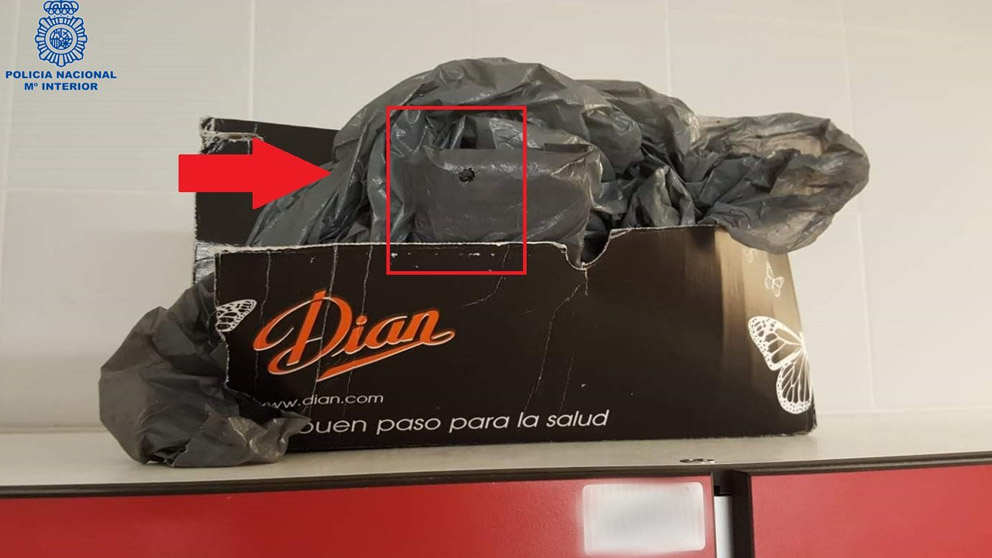 POLICIA NACIONAL
Mº INTERIOR
Dian
www.dian.com
buen paso para la salud